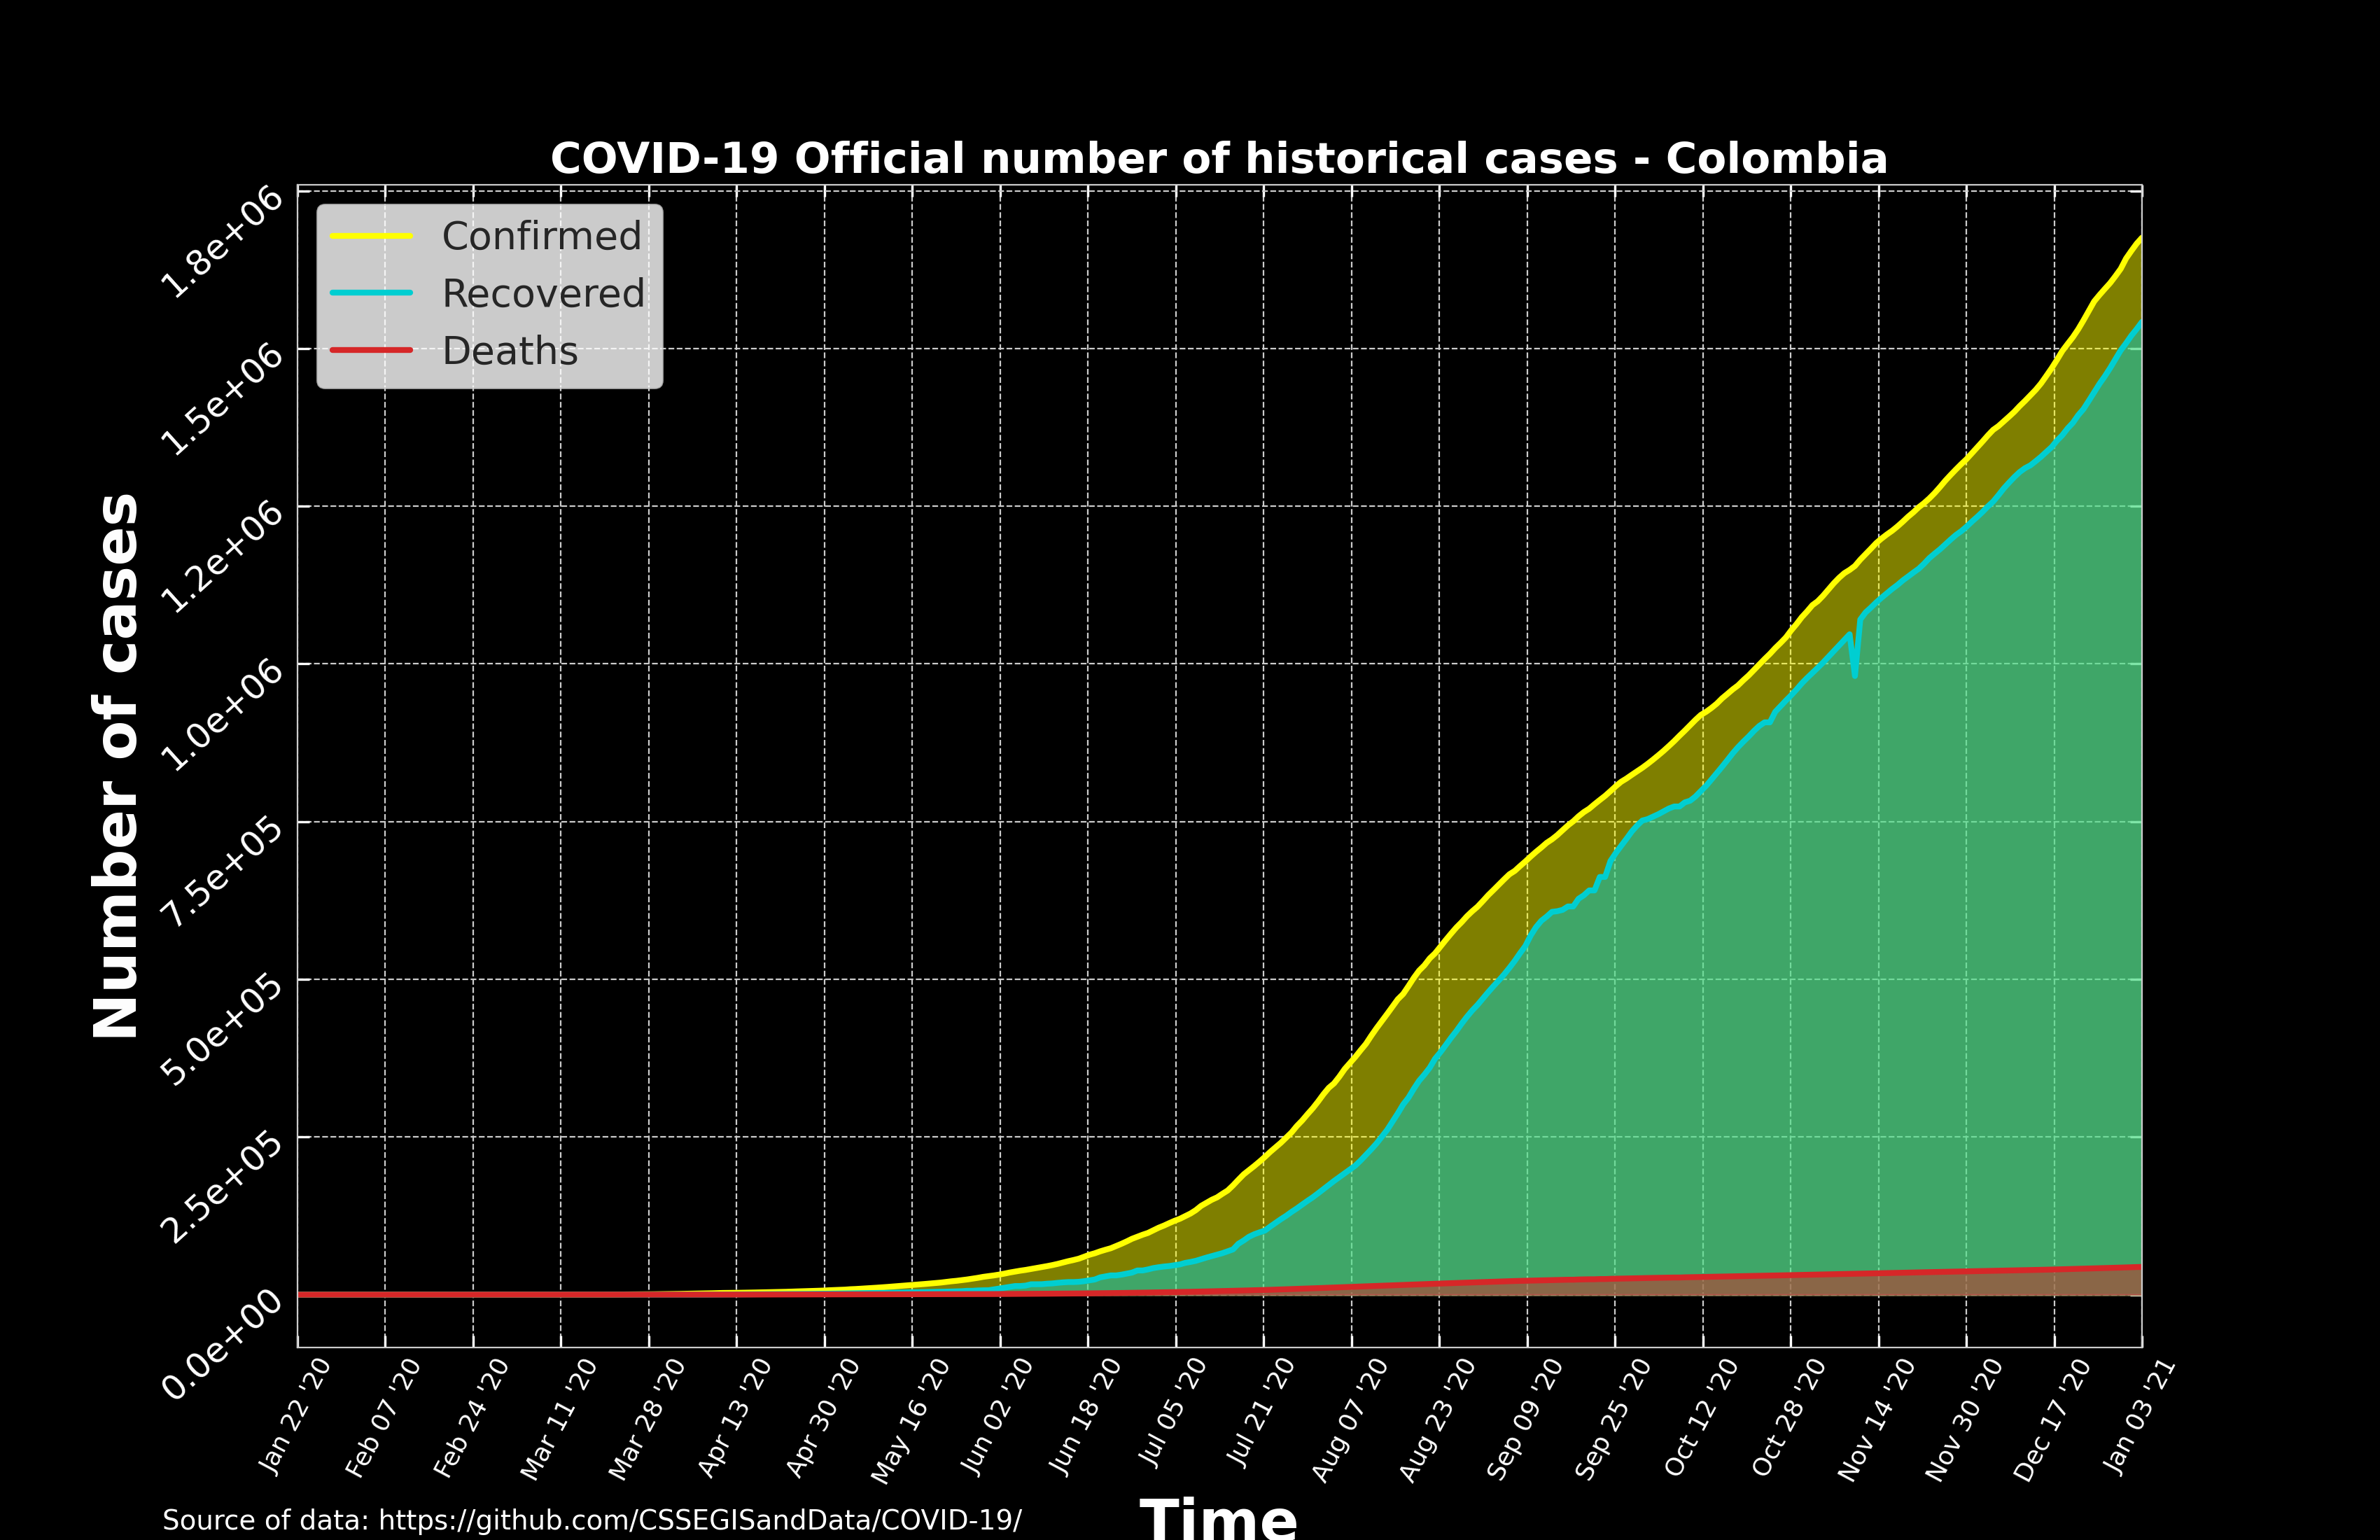 COVID-19 Official number of historical cases - Colombia
Confirmed
Recovered
Deaths
Number of cases
1.8e+06
1.5e+06
1.2e+06
1.0e+06
7.5e+05
5.0e+05
2.5e+05
0.0e+00
Jan 22 '20
Feb 07 '20
Feb 24 '20
Mar 11 '20
Mar 28 '20
Apr 13 '20
Apr 30 '20
May 16 '20
Jun 02 '20
Jun 18 '20
Jul 05 '20
Jul 21 '20
Aug 07 '20
Aug 23 '20
Sep 09 '20
Sep 25 '20
Oct 12 '20
Oct 28 '20
Nov 14 '20
Nov 30 '20
Dec 17 '20
Jan 03 '21
Time
Source of data: https://github.com/CSSEGISandData/COVID-19/